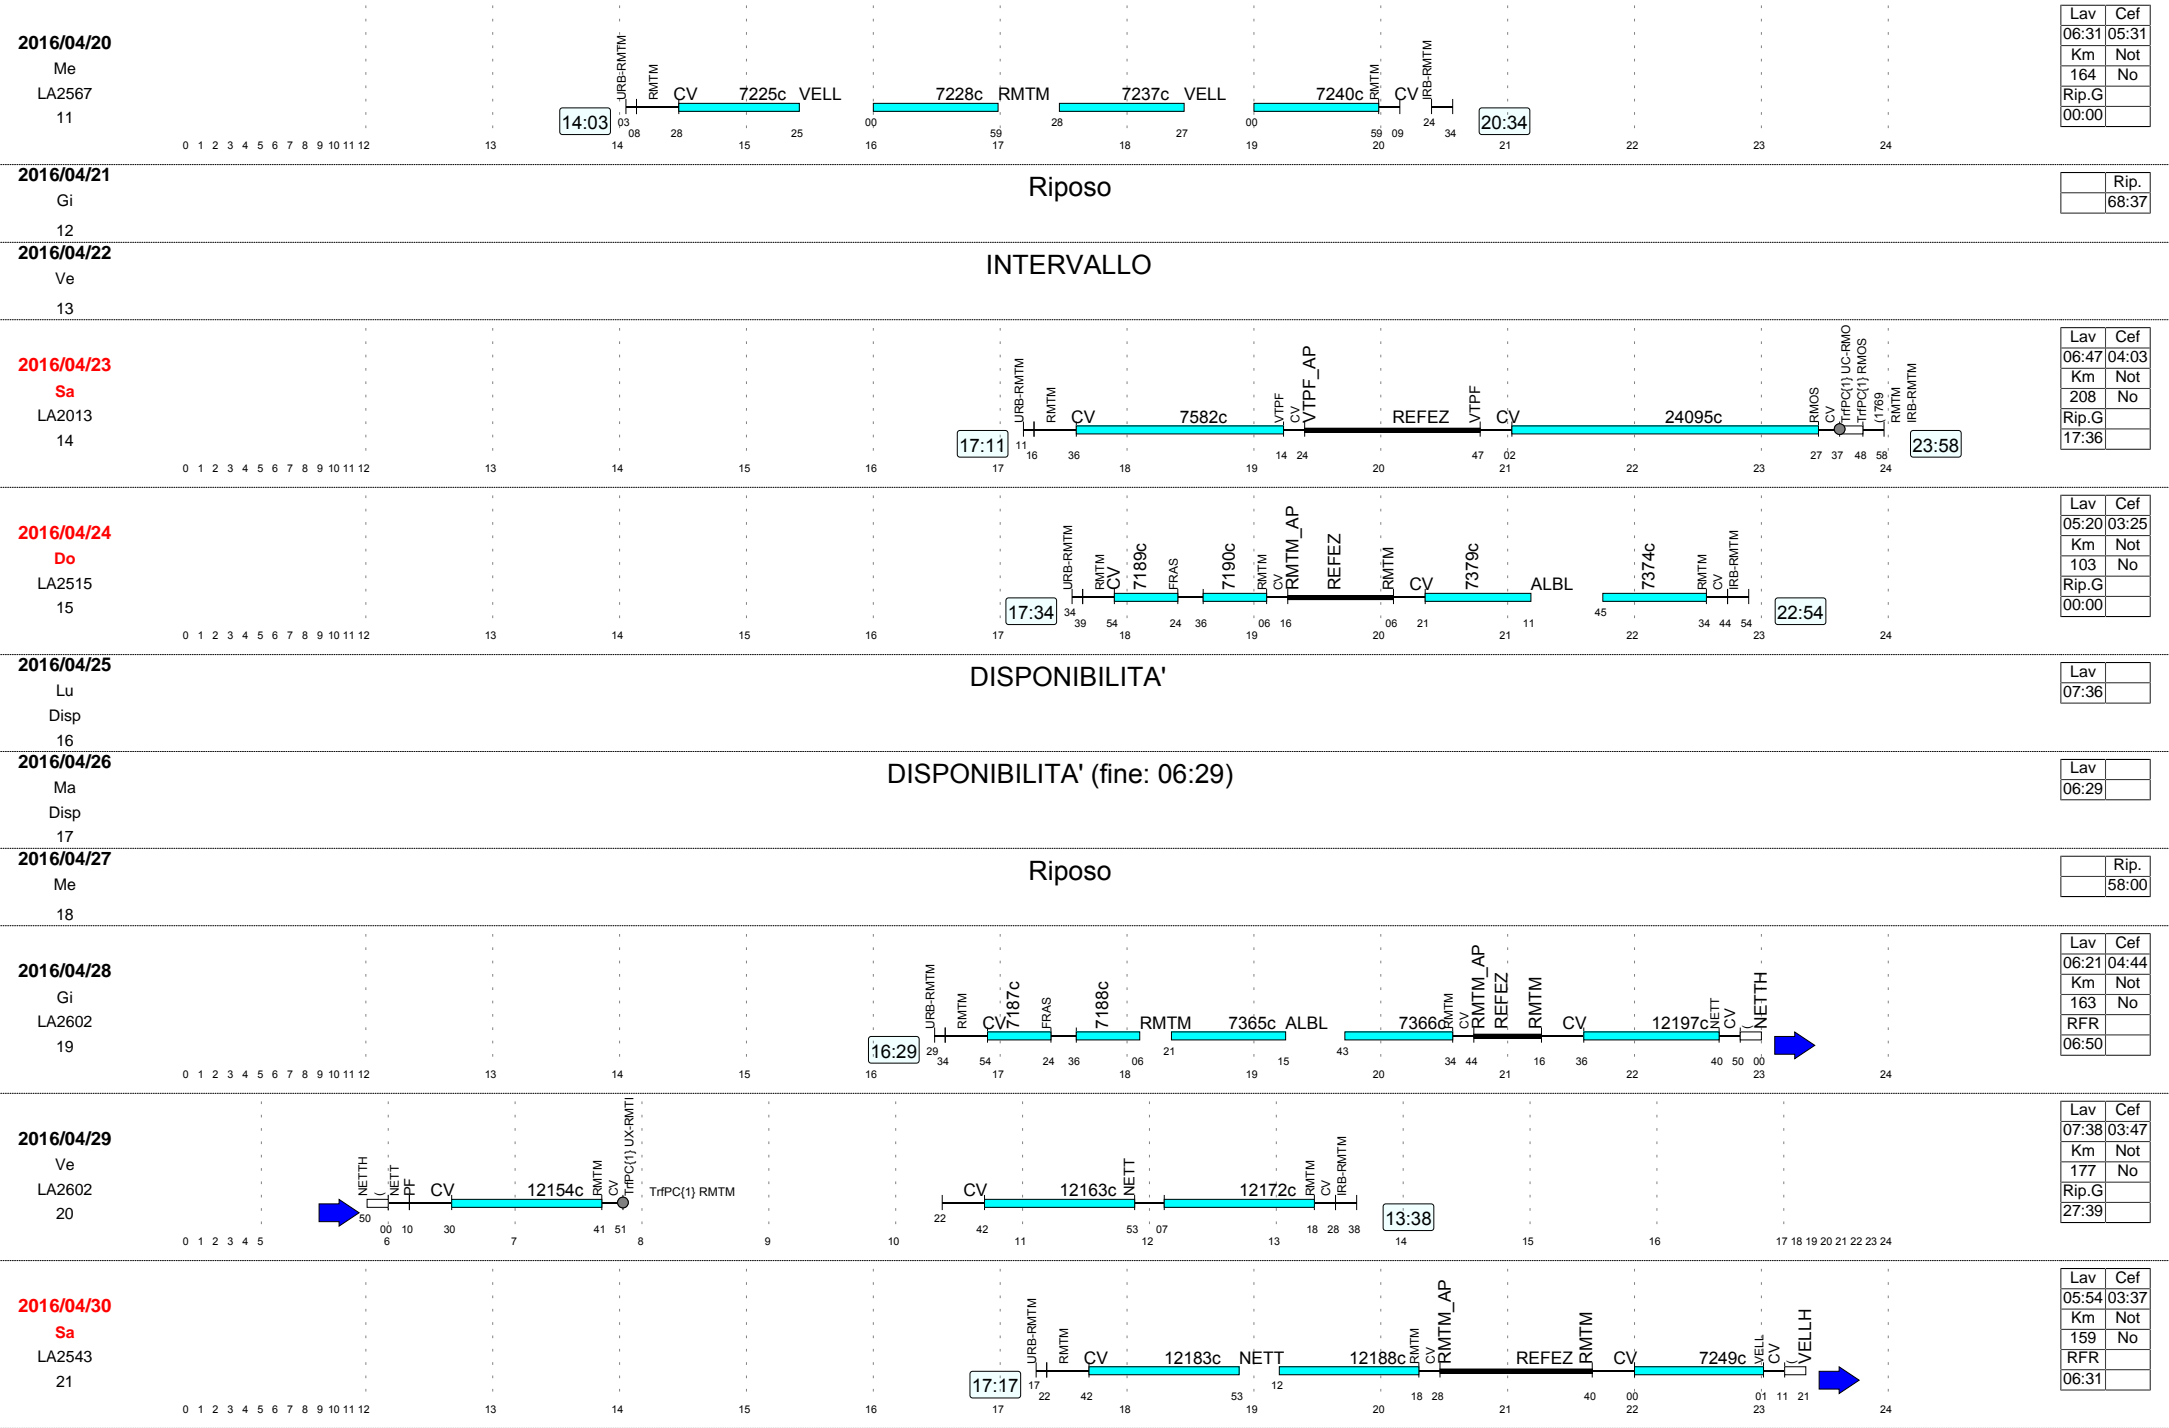 2016/04/20
Me
LA2567
11
14:03
URB-RMTM
RMTM
CV
7225c
VELL
7228c
RMTM
7237c
VELL
7240c
RMTM
CV
IRB-RMTM
20:34
03 08 28 25 00 59 28 27 00 59 09 24 34
0 1 2 3 4 5 6 7 8 9 10 11 12 13 14 15 16 17 18 19 20 21 22 23 24
Lav Cef
06:31 05:31
Km Not
164 No
Rip.G
00:00
2016/04/21
Gi
12
Riposo
Rip.
68:37
2016/04/22
Ve
13
INTERVALLO
2016/04/23
Sa
LA2013
14
17:11
URB-RMTM
RMTM
CV
7582c
VTPF
CV
VTPF_AP
REFEZ
VTPF
CV
24095c
RMOS
CV
TrfPC{1} UC-RMO
TrfPC{1} RMOS
(1769
RMTM
IRB-RMTM
23:58
11 16 36 14 24 47 02 27 37 48 58
0 1 2 3 4 5 6 7 8 9 10 11 12 13 14 15 16 17 18 19 20 21 22 23 24
Lav Cef
06:47 04:03
Km Not
208 No
Rip.G
17:36
2016/04/24
Do
LA2515
15
17:34
URB-RMTM
RMTM
CV
7189c
FRAS
7190c
RMTM
CV
RMTM_AP
REFEZ
RMTM
CV
7379c
ALBL
7374c
RMTM
CV
IRB-RMTM
22:54
34 39 54 24 36 06 16 06 21 11 45 34 44 54
0 1 2 3 4 5 6 7 8 9 10 11 12 13 14 15 16 17 18 19 20 21 22 23 24
Lav Cef
05:20 03:25
Km Not
103 No
Rip.G
00:00
2016/04/25
Lu
Disp
16
DISPONIBILITA'
Lav
07:36
2016/04/26
Ma
Disp
17
DISPONIBILITA' (fine: 06:29)
Lav
06:29
2016/04/27
Me
18
Riposo
Rip.
58:00
2016/04/28
Gi
LA2602
19
16:29
URB-RMTM
RMTM
CV
7187c
FRAS
7188c
RMTM
7365c
ALBL
7366c
RMTM
CV
RMTM_AP
REFEZ
RMTM
CV
12197c
NETT
CV
(
NETTH
29 34 54 24 36 06 21 15 43 34 44 16 36 40 50 00
0 1 2 3 4 5 6 7 8 9 10 11 12 13 14 15 16 17 18 19 20 21 22 23 24
Lav Cef
06:21 04:44
Km Not
163 No
RFR
06:50
2016/04/29
Ve
LA2602
20
NETTH
(
NETT
PF
CV
12154c
RMTM
CV
TrfPC{1} UX-RMTI
TrfPC{1} RMTM
CV
12163c
NETT
12172c
RMTM
CV
IRB-RMTM
13:38
50 00 10 30 41 51 22 42 53 07 18 28 38
0 1 2 3 4 5 6 7 8 9 10 11 12 13 14 15 16 17 18 19 20 21 22 23 24
Lav Cef
07:38 03:47
Km Not
177 No
Rip.G
27:39
2016/04/30
Sa
LA2543
21
17:17
URB-RMTM
RMTM
CV
12183c
NETT
12188c
RMTM
CV
RMTM_AP
REFEZ
RMTM
CV
7249c
VELL
CV
(
VELLH
17 22 42 53 12 18 28 40 00 01 11 21
0 1 2 3 4 5 6 7 8 9 10 11 12 13 14 15 16 17 18 19 20 21 22 23 24
Lav Cef
05:54 03:37
Km Not
159 No
RFR
06:31